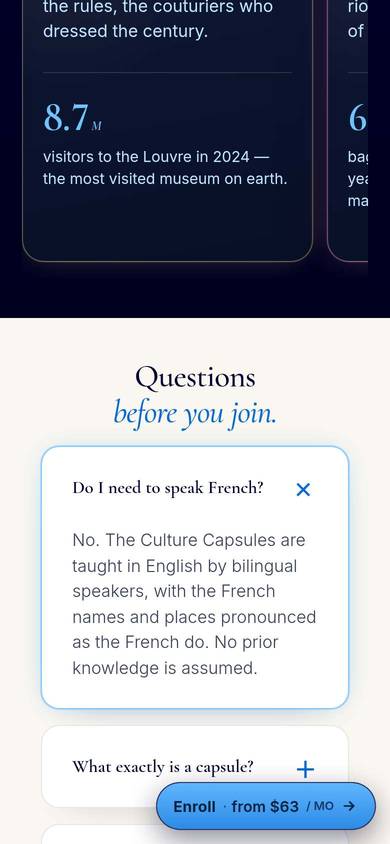 the rules, the couturiers who
dressed the century.
8.7 M
visitors to the Louvre in 2024 —
the most visited museum on earth.
of
6
Questions
before you join.
Do I need to speak French?
No. The Culture Capsules are
taught in English by bilingual
speakers, with the French
names and places pronounced
as the French do. No prior
knowledge is assumed.
What exactly is a capsule?
Enroll · from $63 / MO →